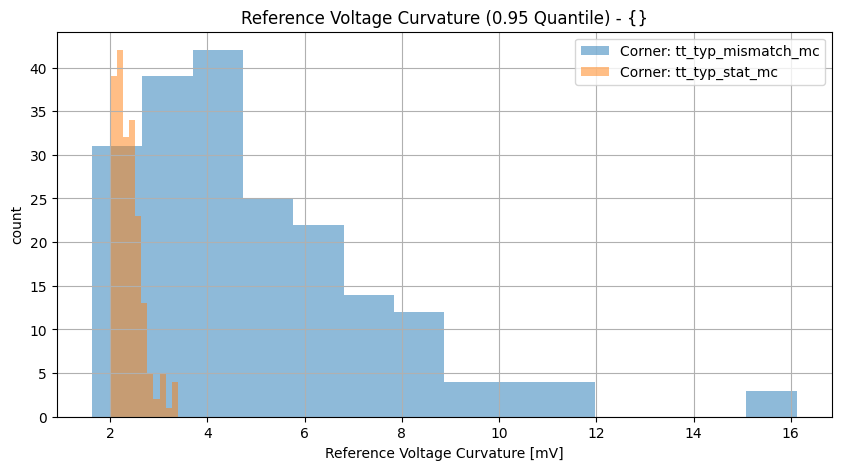 Reference Voltage Curvature (0.95 Quantile) - {}
Corner: tt_typ_mismatch_mc
Corner: tt_typ_stat_mc
40
35
30
25
20
15
10
5
0
count
2 4 6 8 10 12 14 16
Reference Voltage Curvature [mV]